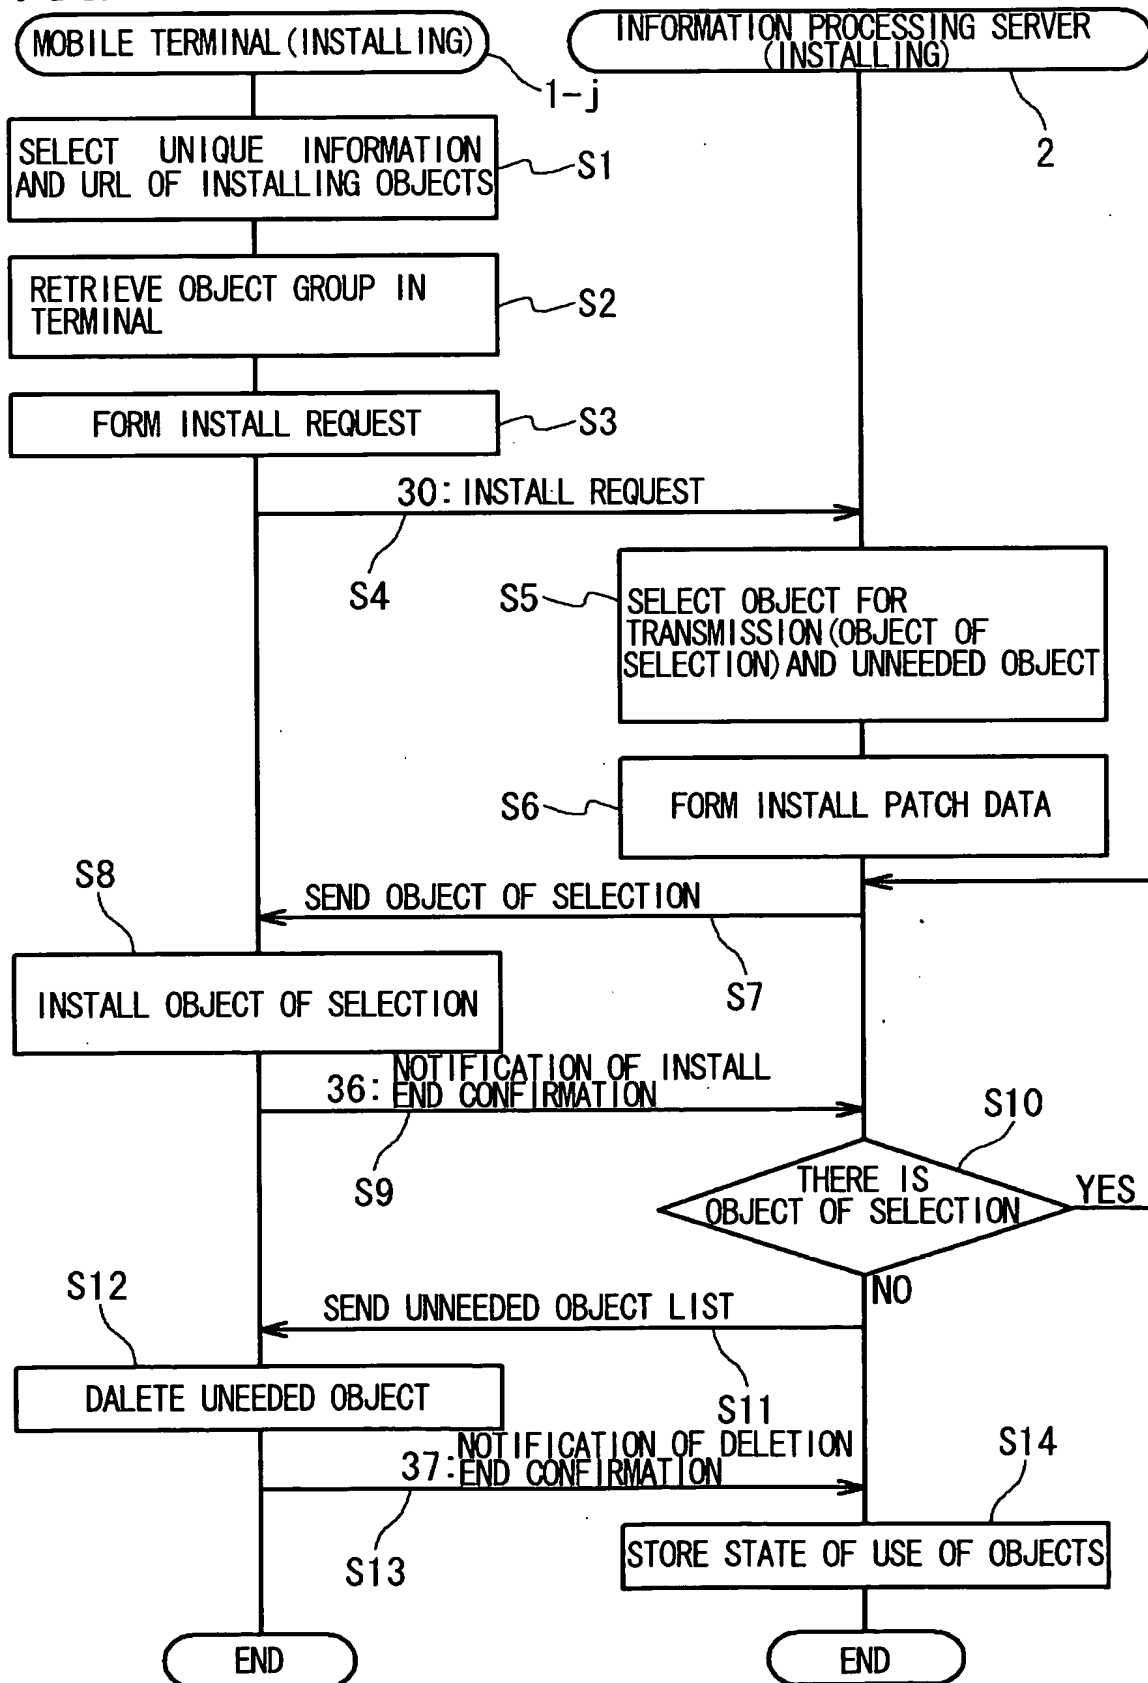 MOBILE TERMINAL(INSTALLING)
INFORMATION PROCESSING SERVER
(INSTALLING)
1-j
2
SELECT UNIQUE INFORMATION
AND URL OF INSTALLING OBJECTS
S1
RETRIEVE OBJECT GROUP IN
TERMINAL
S2
FORM INSTALL REQUEST
S3
30: INSTALL REQUEST
S4
S5
SELECT OBJECT FOR
TRANSMISSION(OBJECT OF
SELECTION)AND UNNEEDED OBJECT
S6
FORM INSTALL PATCH DATA
S8
SEND OBJECT OF SELECTION
S7
INSTALL OBJECT OF SELECTION
36: NOTIFICATION OF INSTALL
END CONFIRMATION
S9
S10
THERE IS
OBJECT OF SELECTION
YES
NO
S12
SEND UNNEEDED OBJECT LIST
S11
DALETE UNEEDED OBJECT
37: NOTIFICATION OF DELETION
END CONFIRMATION
S13
S14
STORE STATE OF USE OF OBJECTS
END
END